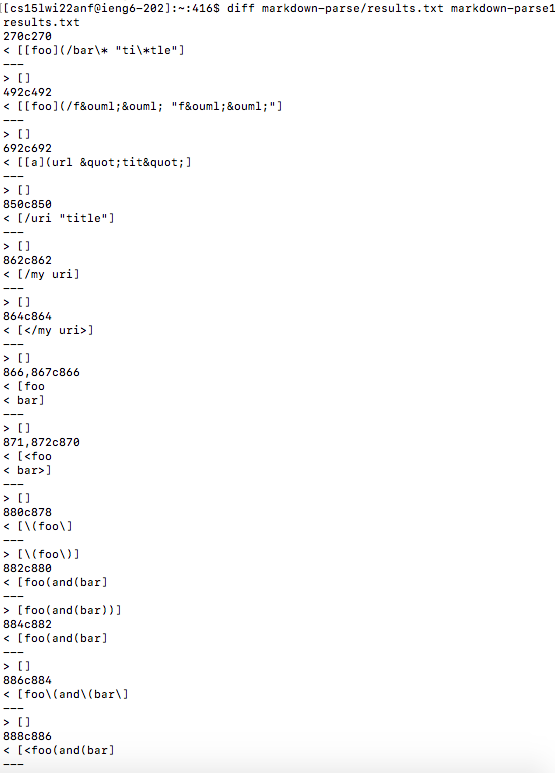 [[cs15lwi22anf@ieng6-202]:~:416$ diff markdown-parse/results.txt markdown-parse1
results.txt
270c270
< [[foo](/bar\* "ti\*tle"]
---
> []
492c492
< [[foo](/f&ouml;&ouml; "f&ouml;&ouml;"]
---
> []
692c692
< [[a](url &quot;tit&quot;]
---
> []
850c850
< [/uri "title"]
---
> []
862c862
< [/my uri]
---
> []
864c864
< [</my uri>]
---
> []
866,867c866
< [foo
< bar]
---
> []
871,872c870
< [<foo
< bar>]
---
> []
880c878
< [\(foo\]
---
> [\(foo\)]
882c880
< [foo(and(bar]
---
> [foo(and(bar))]
884c882
< [foo(and(bar]
---
> []
886c884
< [foo\(and\(bar\]
---
> []
888c886
< [<foo(and(bar]
---